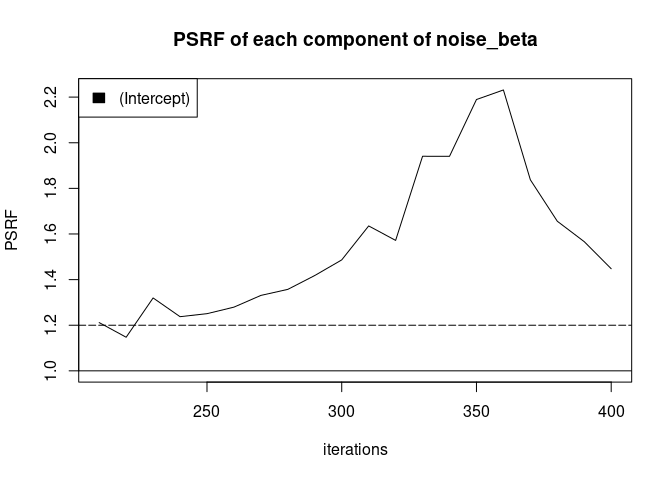 PSRF of each component of noise_beta
(Intercept)
PSRF
2.2
2.0
1.8
1.6
1.4
1.2
1.0
250 300 350 400
iterations